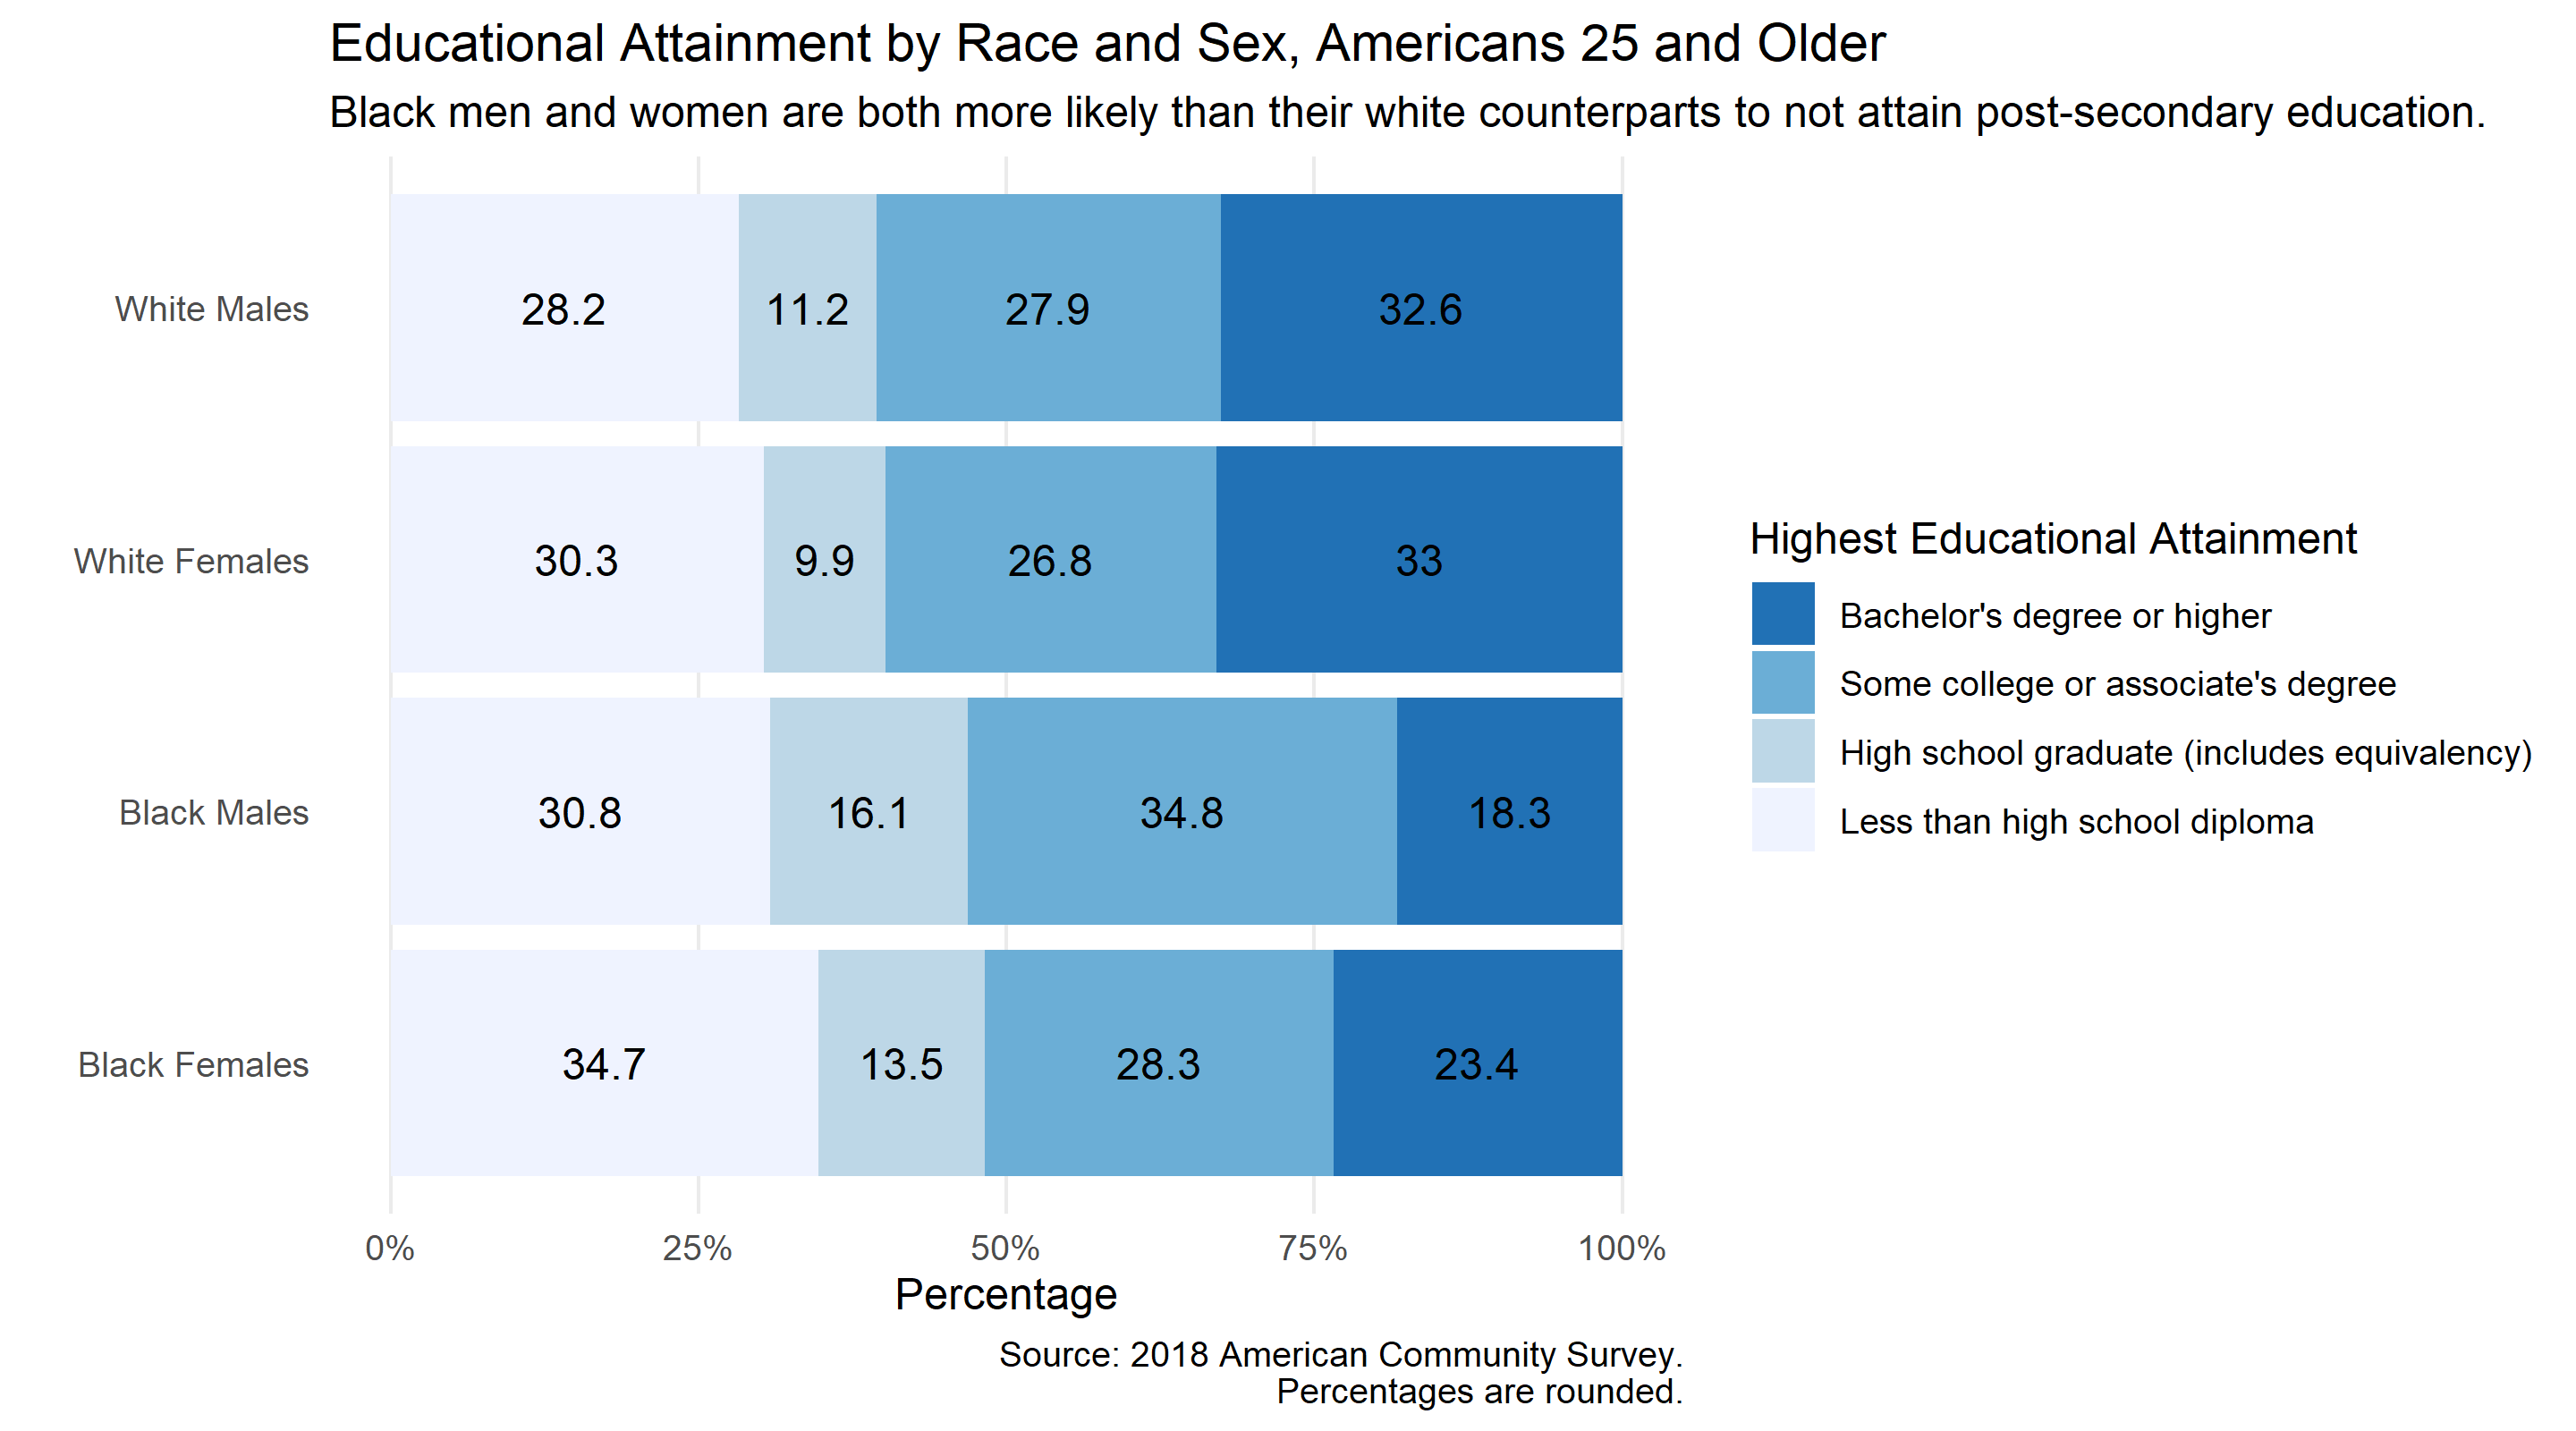 Educational Attainment by Race and Sex, Americans 25 and Older
Black men and women are both more likely than their white counterparts to not attain post-secondary education.
White Males
28.2
11.2
27.9
32.6
White Females
30.3
9.9
26.8
33
Black Males
30.8
16.1
34.8
18.3
Black Females
34.7
13.5
28.3
23.4
0%
25%
50%
75%
100%
Percentage
Highest Educational Attainment
Bachelor's degree or higher
Some college or associate's degree
High school graduate (includes equivalency)
Less than high school diploma
Source: 2018 American Community Survey.
Percentages are rounded.